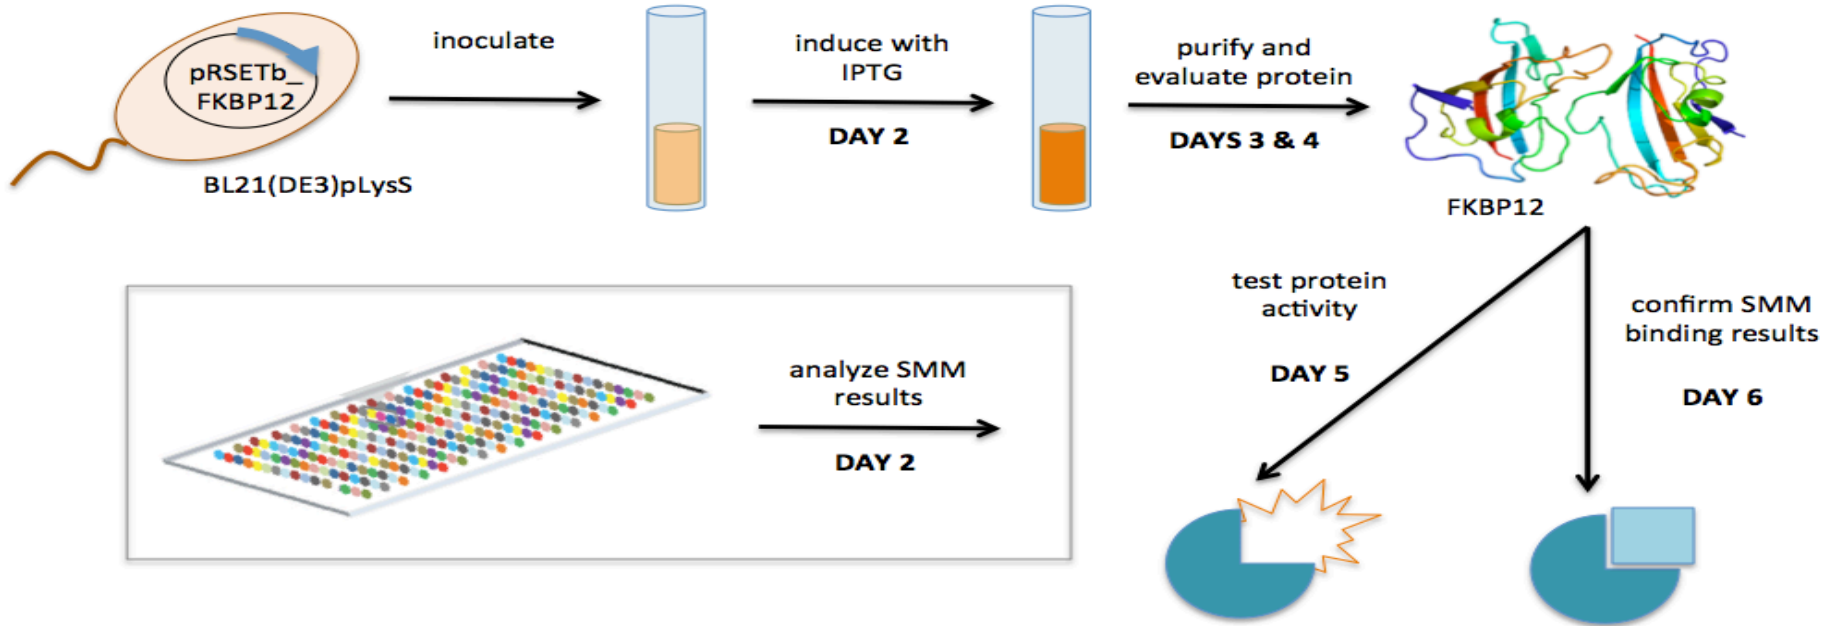 pRSETb_
FKBP12
BL21(DE3)pLysS
inoculate
induce with
IPTG
DAY 2
purify and
evaluate protein
DAYS 3 & 4
FKBP12
analyze SMM
results
DAY 2
test protein
activity
DAY 5
confirm SMM
binding results
DAY 6